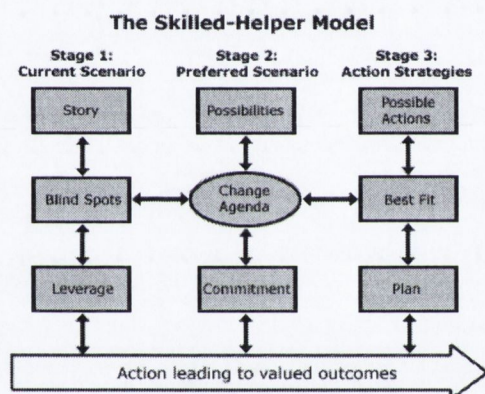 The Skilled-Helper Model
Stage 1:
Current Scenario
Stage 2:
Preferred Scenario
Stage 3:
Action Strategies
Story
Possibilities
Possible
Actions
Blind Spots
Change
Agenda
Best Fit
Leverage
Commitment
Plan
Action leading to valued outcomes